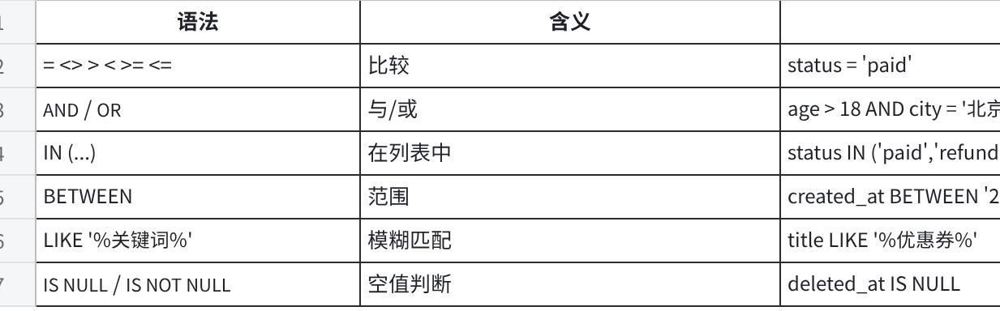 语法 含义
2 = <> > < >= <= 比较 status = 'paid'
3 AND / OR 与/或 age > 18 AND city = '北京
4 IN (...) 在列表中 status IN ('paid','refund
5 BETWEEN 范围 created_at BETWEEN '2
6 LIKE '%关键词%' 模糊匹配 title LIKE '%优惠券%'
7 IS NULL / IS NOT NULL 空值判断 deleted_at IS NULL